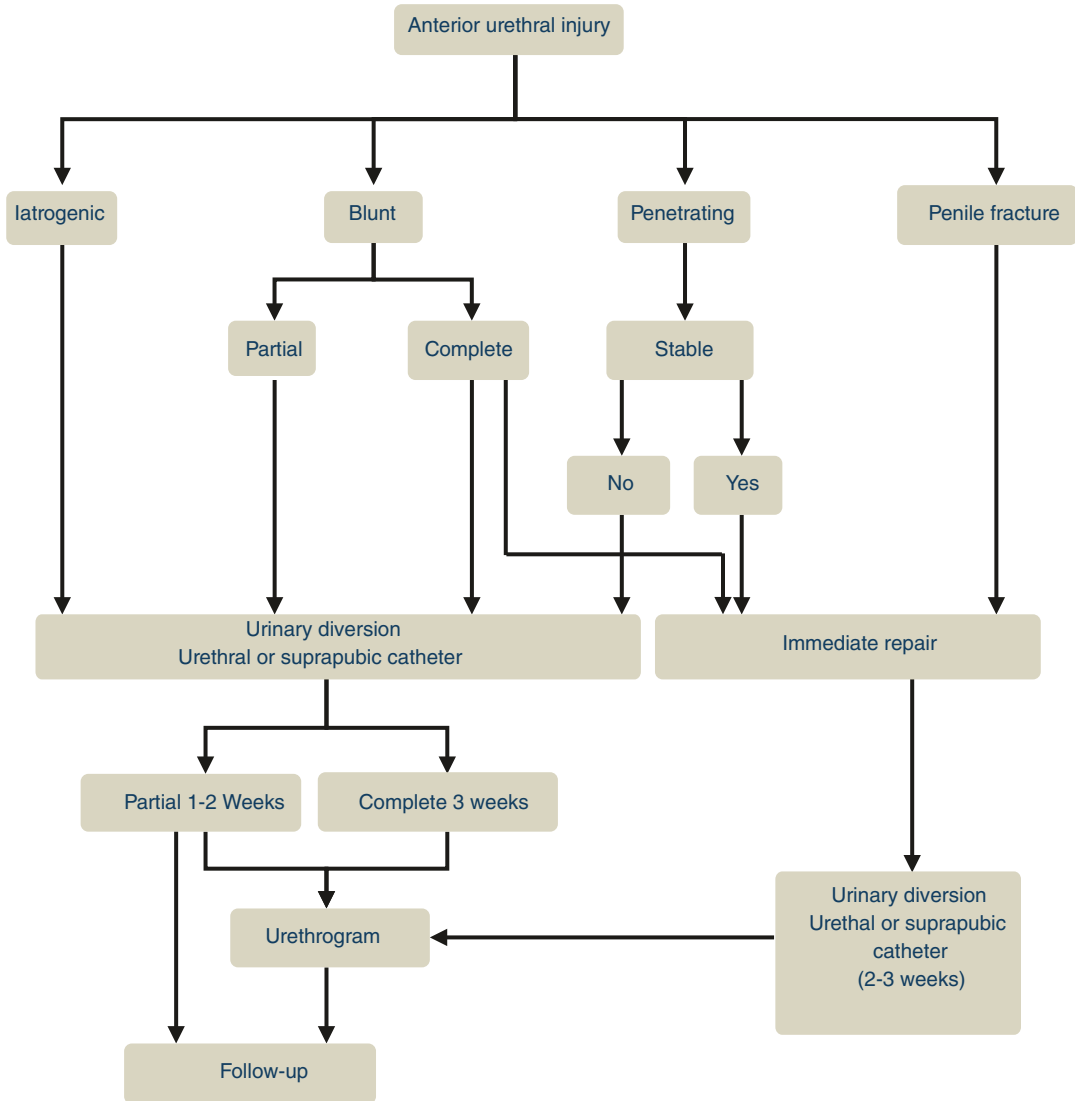 Anterior urethral injury
Iatrogenic
Blunt
Penetrating
Penile fracture
Partial
Complete
Stable
No
Yes
Urinary diversion
Urethral or suprapubic catheter
Immediate repair
Partial 1-2 Weeks
Complete 3 weeks
Urinary diversion
Urethal or suprapubic
catheter
(2-3 weeks)
Urethrogram
Follow-up